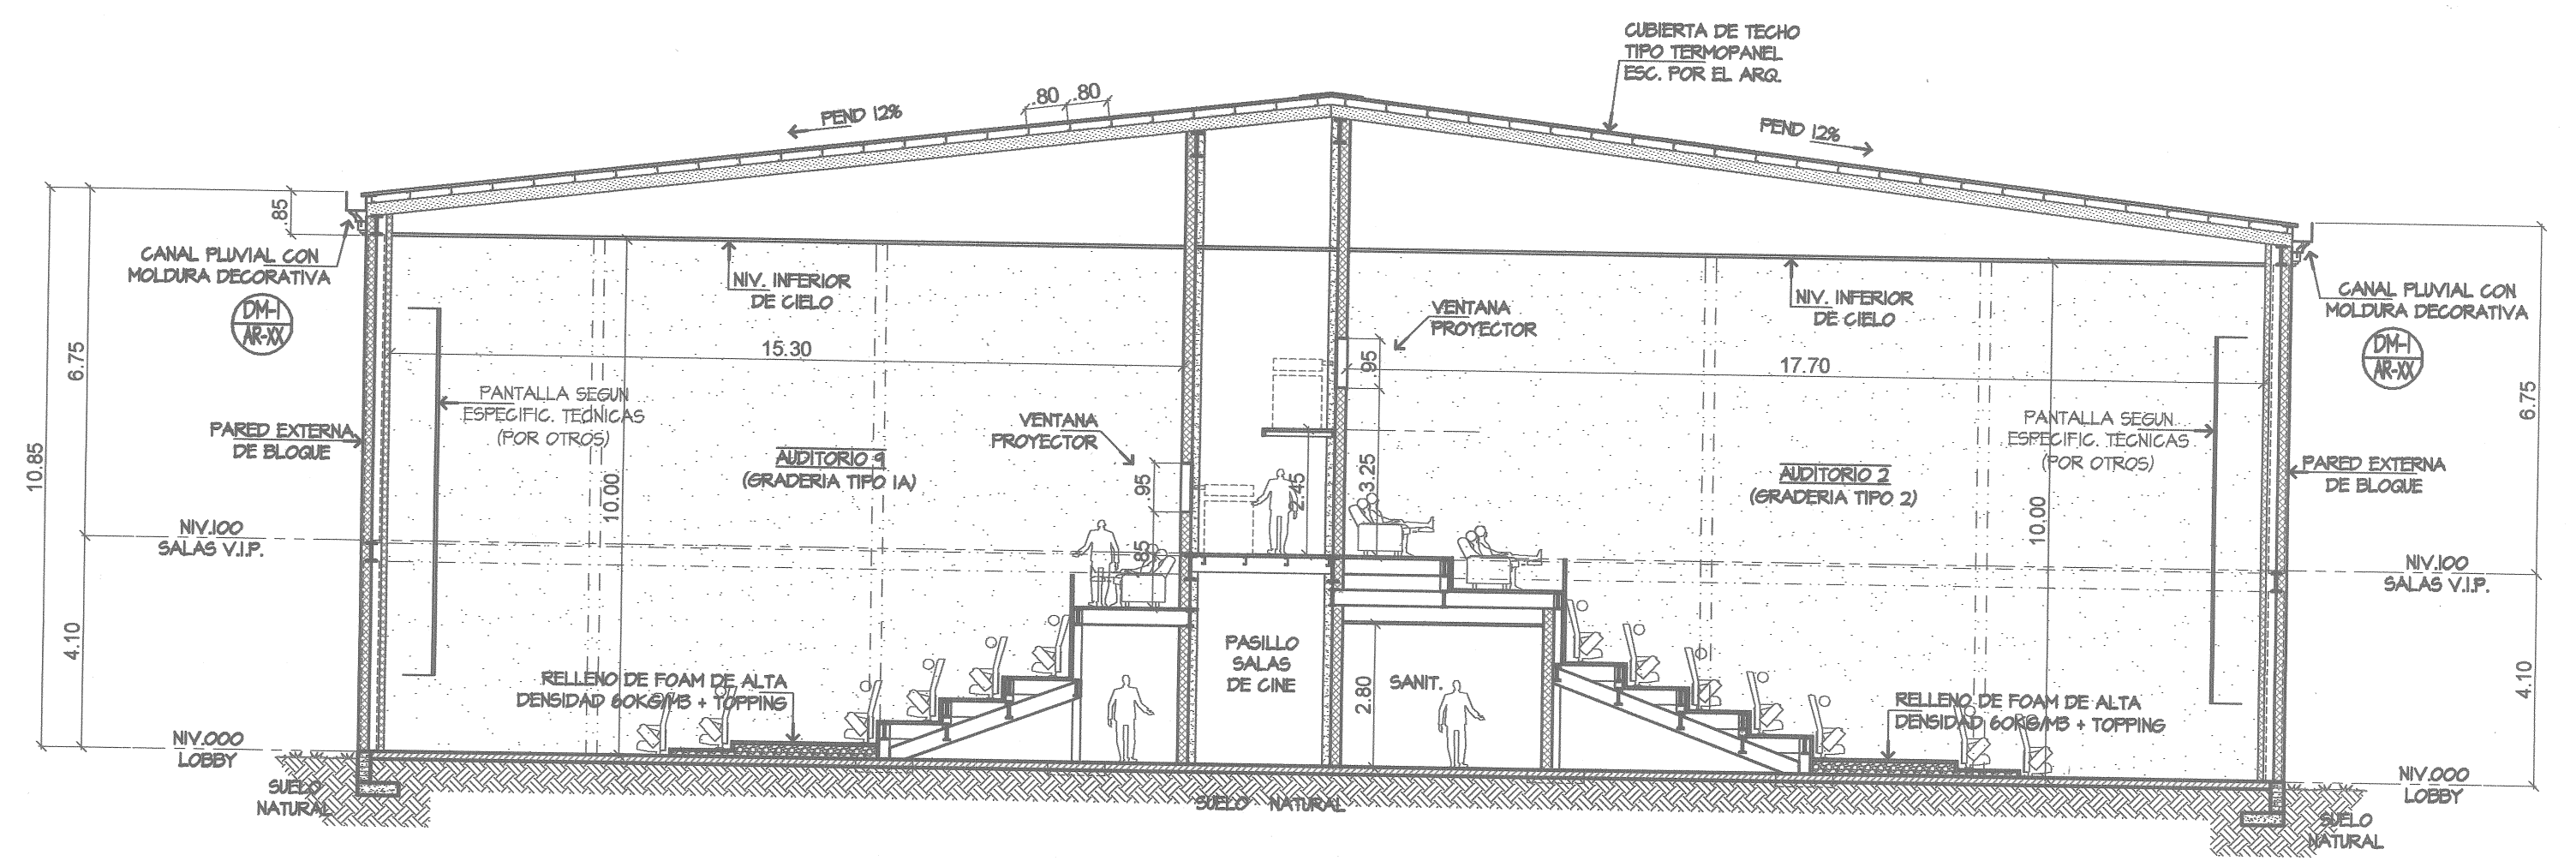 CUBIERTA DE TECHO
TIPO TERMOPANEL
ESC. POR EL ARQ.
.80 .80
PEND 12%
PEND 12%
.85
CANAL PLUVIAL CON
MOLDURA DECORATIVA
DM-1
AR-XX
NIV. INFERIOR
DE CIELO
NIV. INFERIOR
DE CIELO
VENTANA
PROYECTOR
CANAL PLUVIAL CON
MOLDURA DECORATIVA
DM-1
AR-XX
6.75
15.30
.95
17.70
6.75
PANTALLA SEGUN
ESPECIFIC. TECNICAS
(POR OTROS)
PARED EXTERNA
DE BLOQUE
VENTANA
PROYECTOR
PANTALLA SEGUN
ESPECIFIC. TECNICAS
(POR OTROS)
PARED EXTERNA
DE BLOQUE
10.85
AUDITORIO 9
(GRADERIA TIPO 1A)
10.00
.95
2.45
3.25
AUDITORIO 2
(GRADERIA TIPO 2)
10.00
NIV.100
SALAS V.I.P.
.85
NIV.100
SALAS V.I.P.
4.10
PASILLO
SALAS
DE CINE
SANIT.
2.80
4.10
RELLENO DE FOAM DE ALTA
DENSIDAD 60KG/M3 + TOPPING
RELLENO DE FOAM DE ALTA
DENSIDAD 60KG/M3 + TOPPING
NIV.000
LOBBY
NIV.000
LOBBY
SUELO
NATURAL
SUELO NATURAL
SUELO
NATURAL